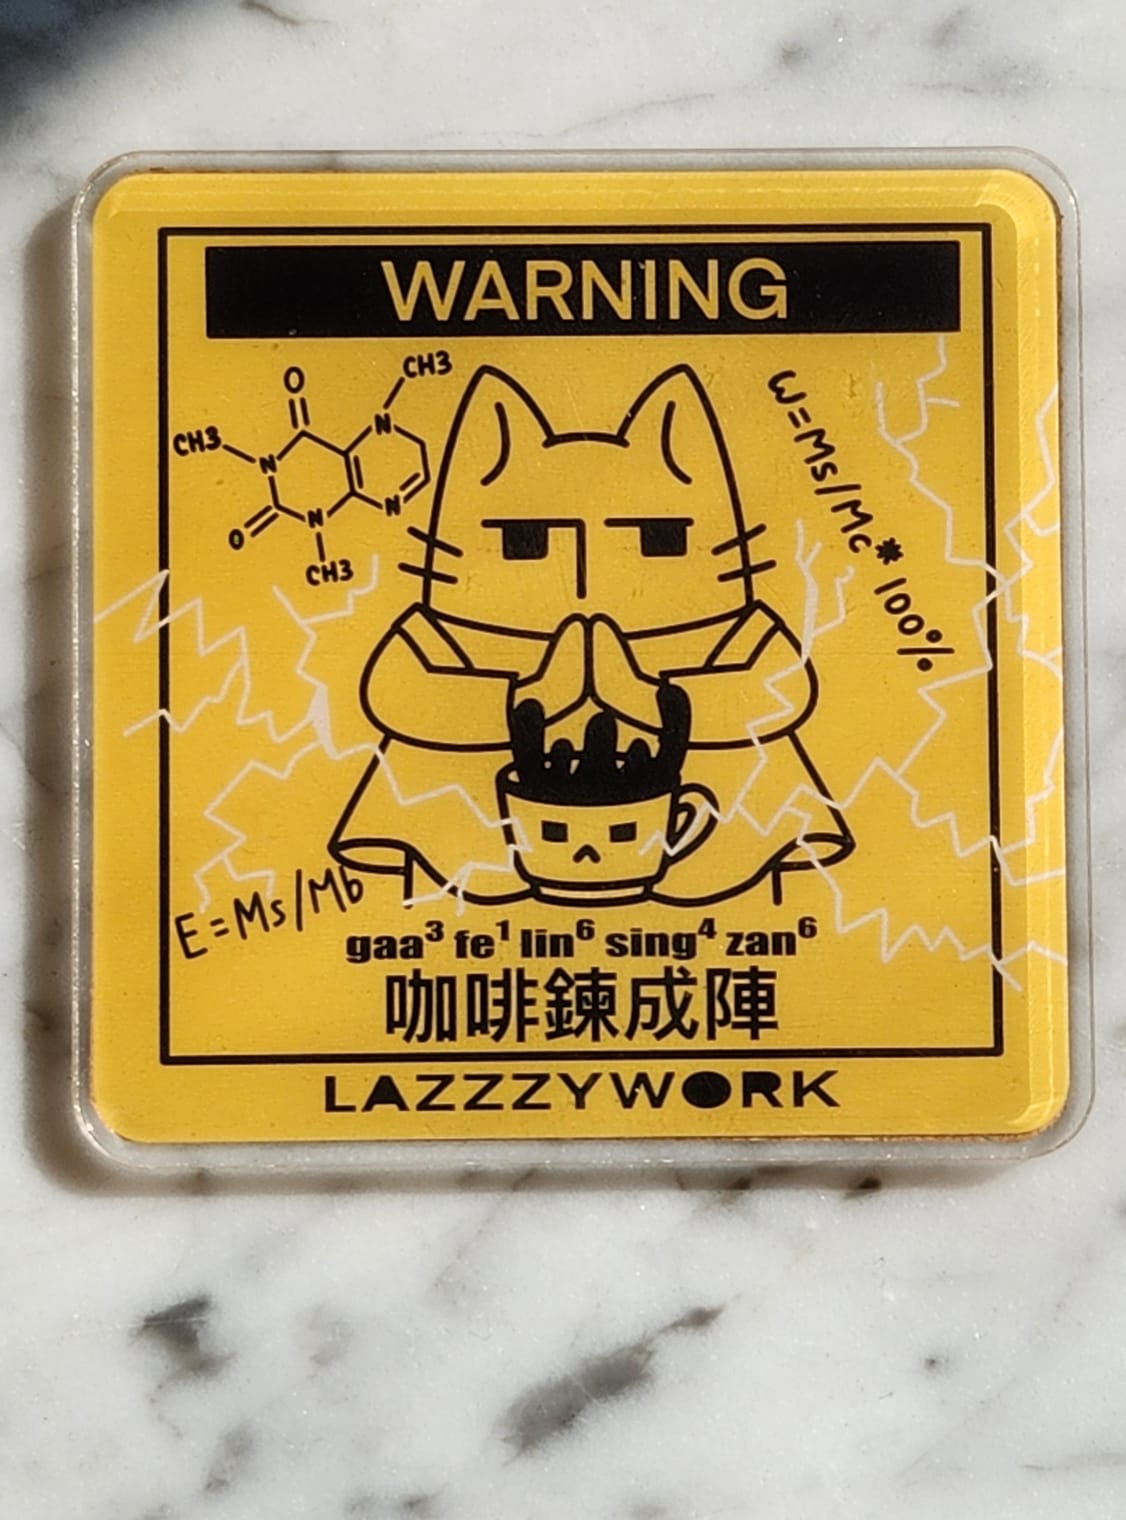 WARNING
CH3
O
CH3
N
N
O
N
N
CH3
W=Ms/Mc*100%
E=Ms/Mb
gaa³ fe¹ lin⁶ sing⁴ zan⁶
咖啡鍊成陣
LAZZZYWORK